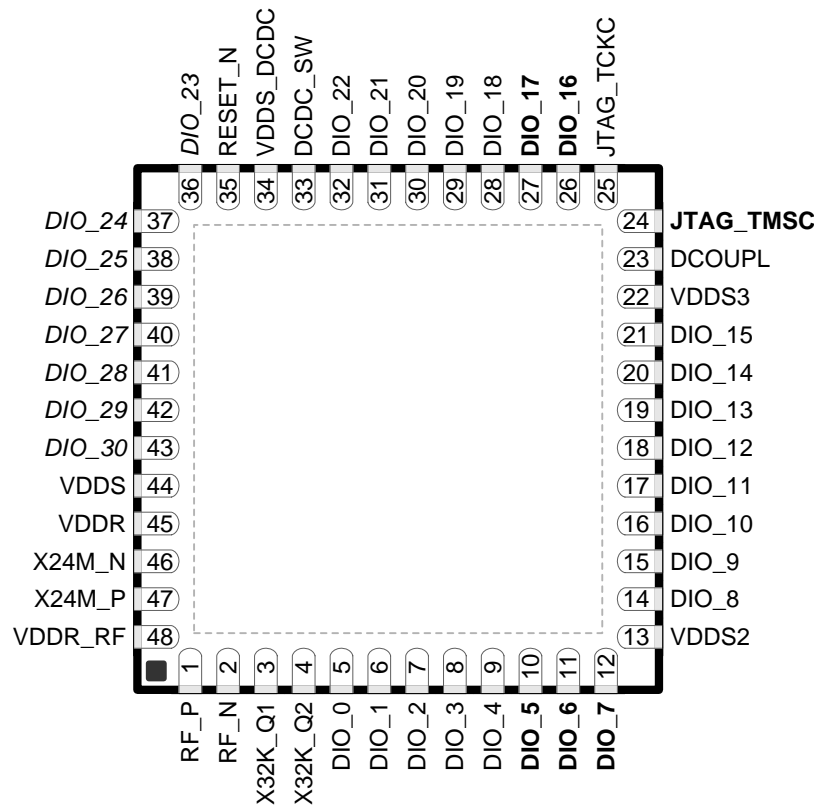 DIO_23
RESET_N
VDDS_DCDC
DCDC_SW
DIO_22
DIO_21
DIO_20
DIO_19
DIO_18
DIO_17
DIO_16
JTAG_TCKC
36
35
34
33
32
31
30
29
28
27
26
25
DIO_24 37
DIO_25 38
DIO_26 39
DIO_27 40
DIO_28 41
DIO_29 42
DIO_30 43
VDDS 44
VDDR 45
X24M_N 46
X24M_P 47
VDDR_RF 48
24 JTAG_TMSC
23 DCOUPL
22 VDDS3
21 DIO_15
20 DIO_14
19 DIO_13
18 DIO_12
17 DIO_11
16 DIO_10
15 DIO_9
14 DIO_8
13 VDDS2
1
2
3
4
5
6
7
8
9
10
11
12
RF_P
RF_N
X32K_Q1
X32K_Q2
DIO_0
DIO_1
DIO_2
DIO_3
DIO_4
DIO_5
DIO_6
DIO_7